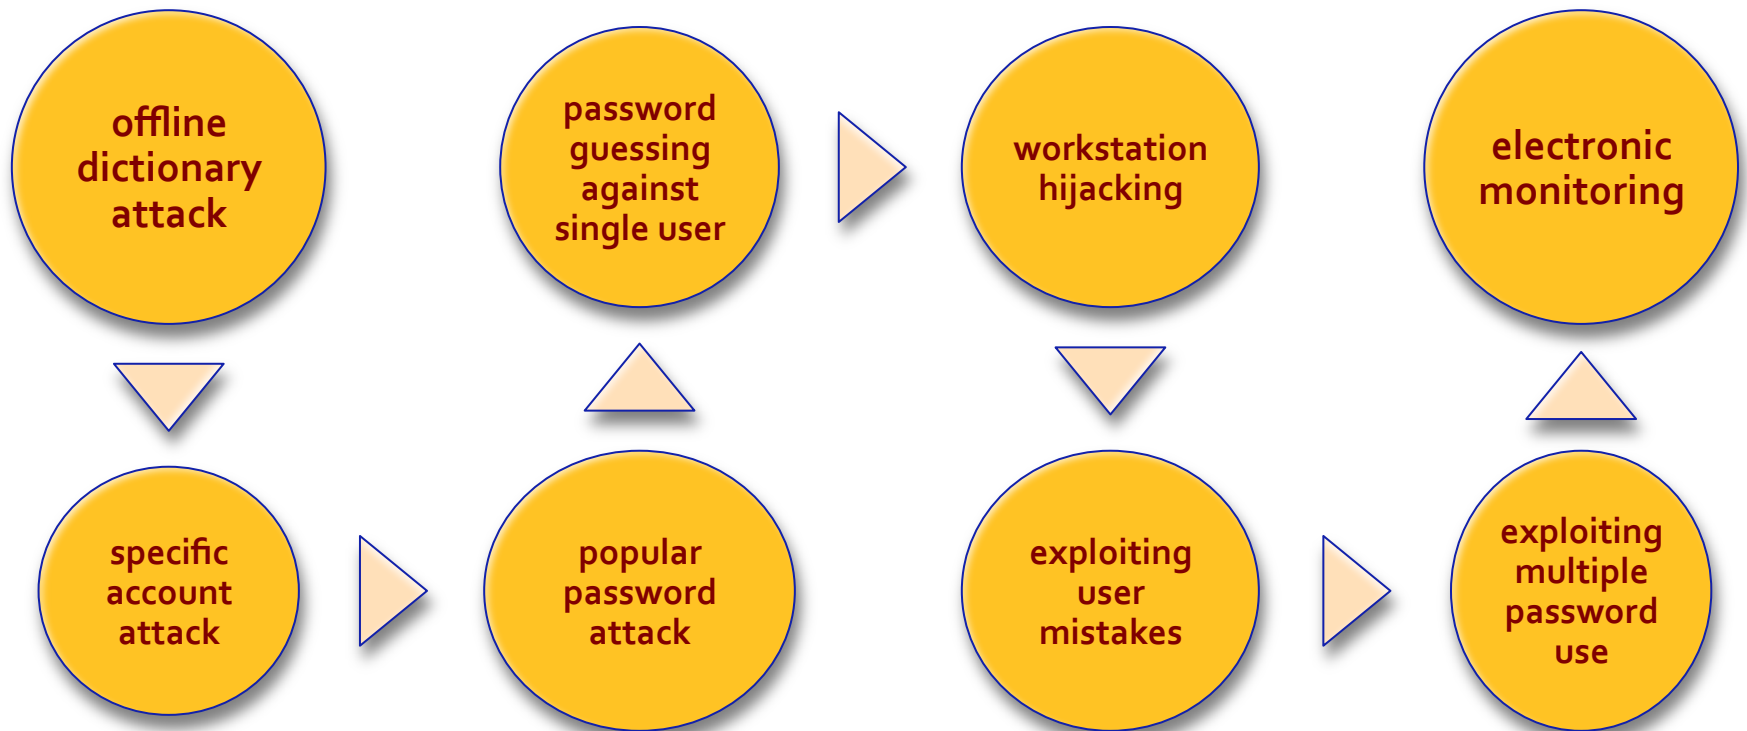 offline
dictionary
attack
specific
account
attack
popular
password
attack
password
guessing
against
single user
workstation
hijacking
exploiting
user
mistakes
exploiting
multiple
password
use
electronic
monitoring